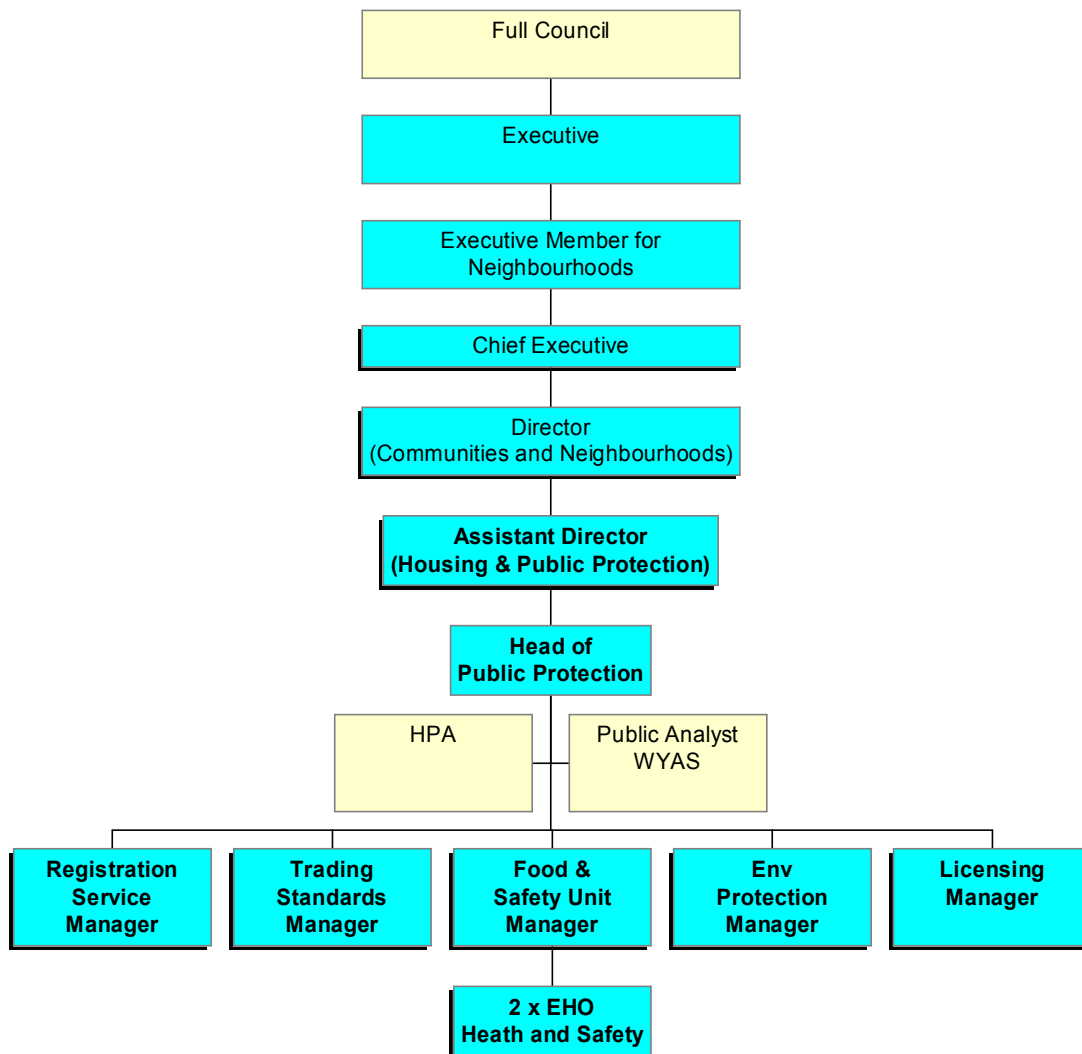 Full Council
Executive
Executive Member for
Neighbourhoods
Chief Executive
Director
(Communities and Neighbourhoods)
Assistant Director
(Housing & Public Protection)
Head of
Public Protection
HPA
Public Analyst
WYAS
Registration
Service
Manager
Trading
Standards
Manager
Food &
Safety Unit
Manager
Env
Protection
Manager
Licensing
Manager
2 x EHO
Heath and Safety